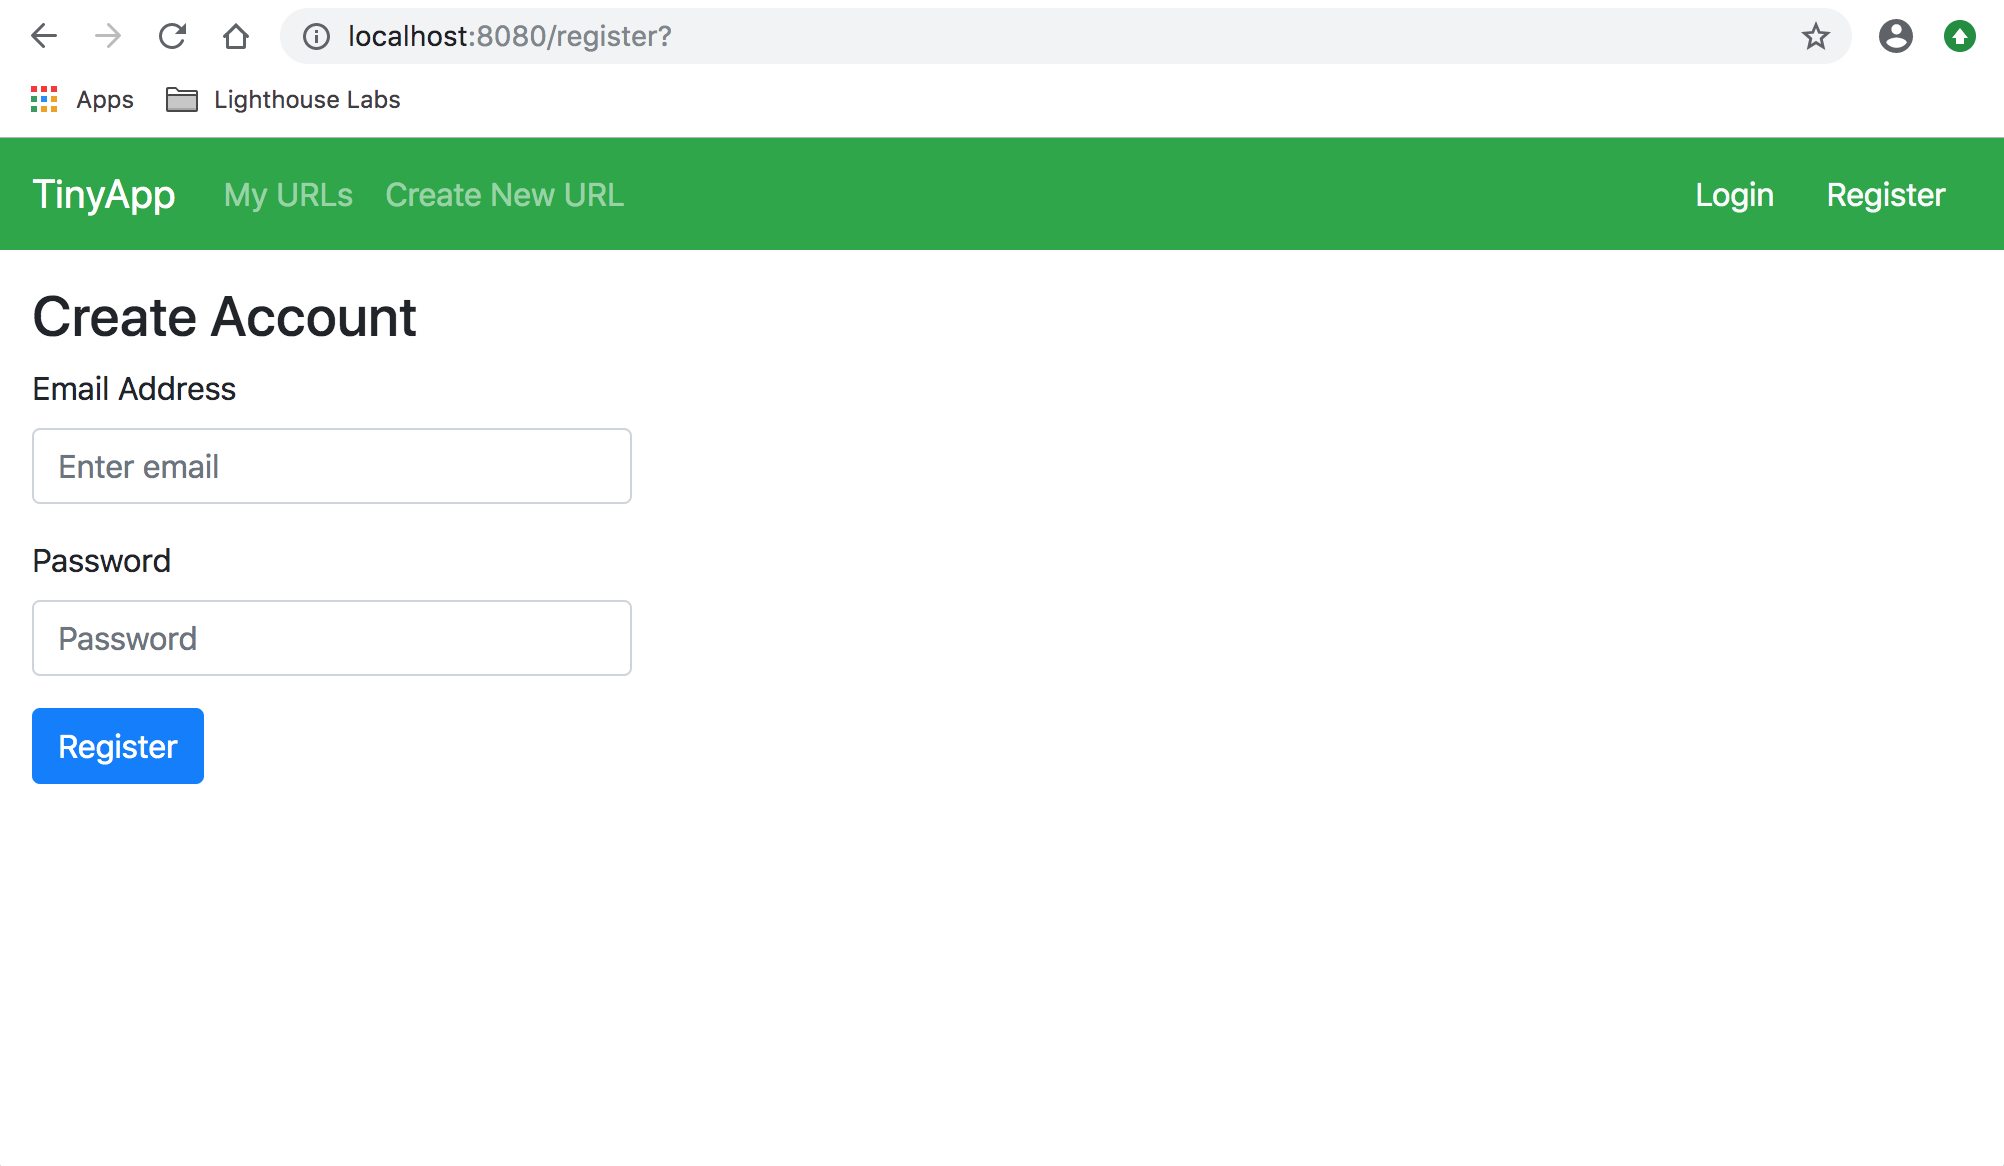 localhost:8080/register?
Apps Lighthouse Labs
TinyApp My URLs Create New URL Login Register
Create Account
Email Address
Enter email
Password
Password
Register